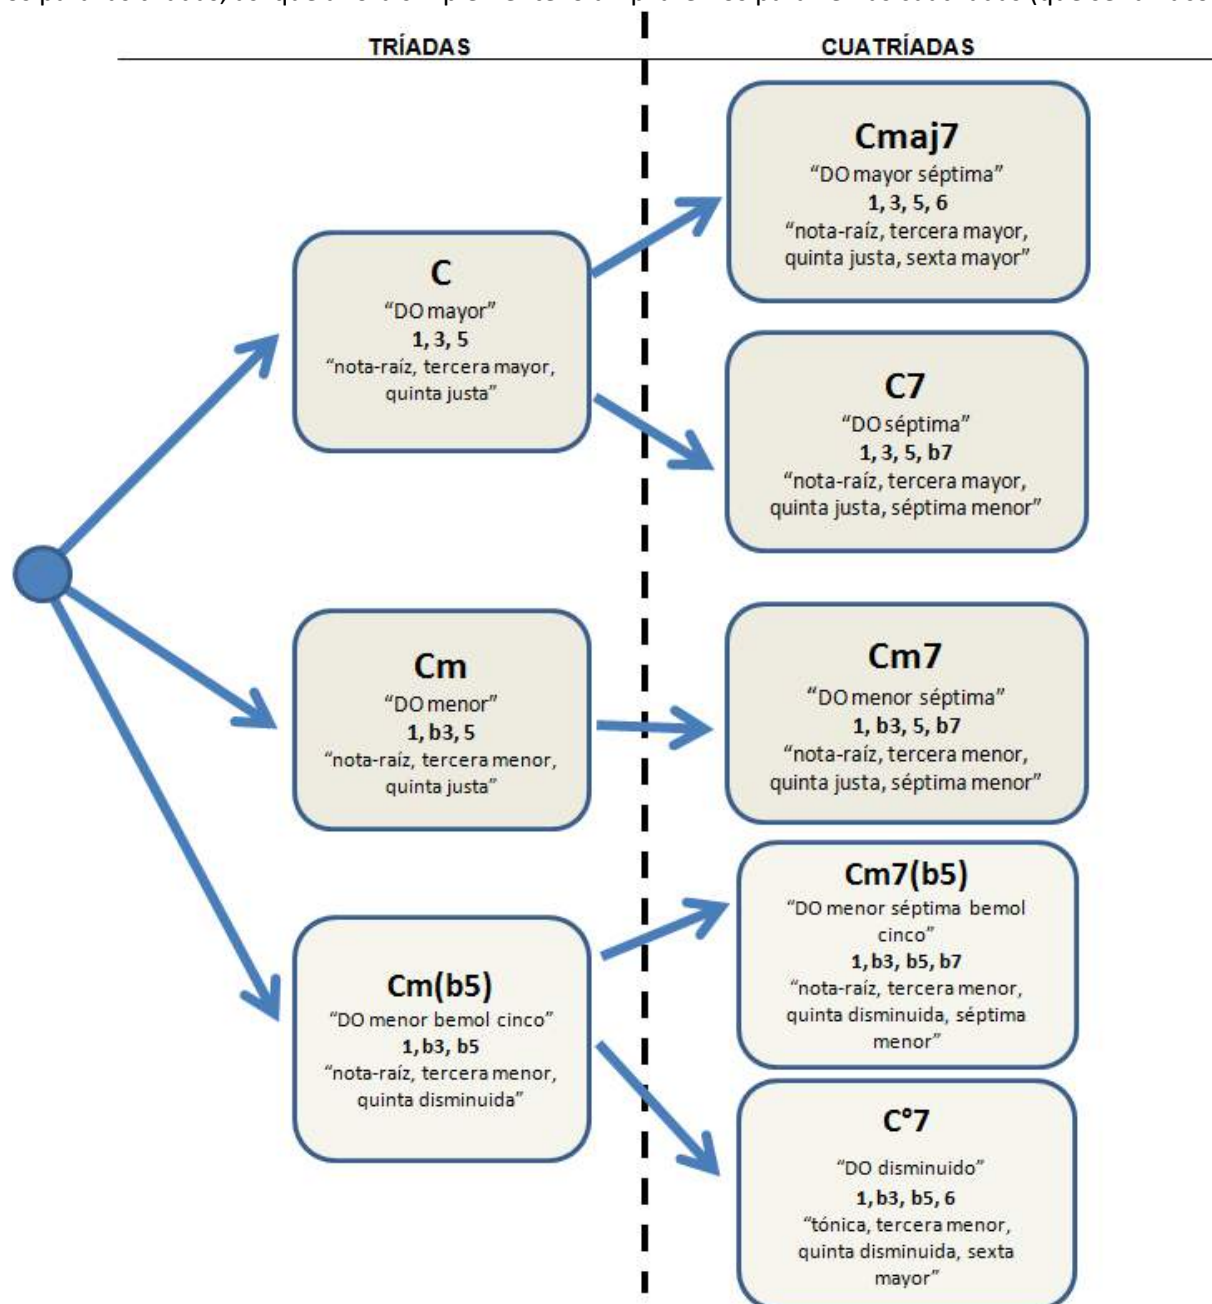 TRÍADAS
CUATRÍADAS
C
“DO mayor”
1, 3, 5
“nota-raíz, tercera mayor,
quinta justa”
Cm
“DO menor”
1, b3, 5
“nota-raíz, tercera menor,
quinta justa”
Cm(b5)
“DO menor bemol cinco”
1, b3, b5
“nota-raíz, tercera menor,
quinta disminuida”
Cmaj7
“DO mayor séptima”
1, 3, 5, 6
“nota-raíz, tercera mayor,
quinta justa, sexta mayor”
C7
“DO séptima”
1, 3, 5, b7
“nota-raíz, tercera mayor,
quinta justa, séptima menor”
Cm7
“DO menor séptima”
1, b3, 5, b7
“nota-raíz, tercera menor,
quinta justa, séptima menor”
Cm7(b5)
“DO menor séptima bemol
cinco”
1, b3, b5, b7
“nota-raíz, tercera menor,
quinta disminuida, séptima
menor”
C°7
“DO disminuido”
1, b3, b5, 6
“tónica, tercera menor,
quinta disminuida, sexta
mayor”